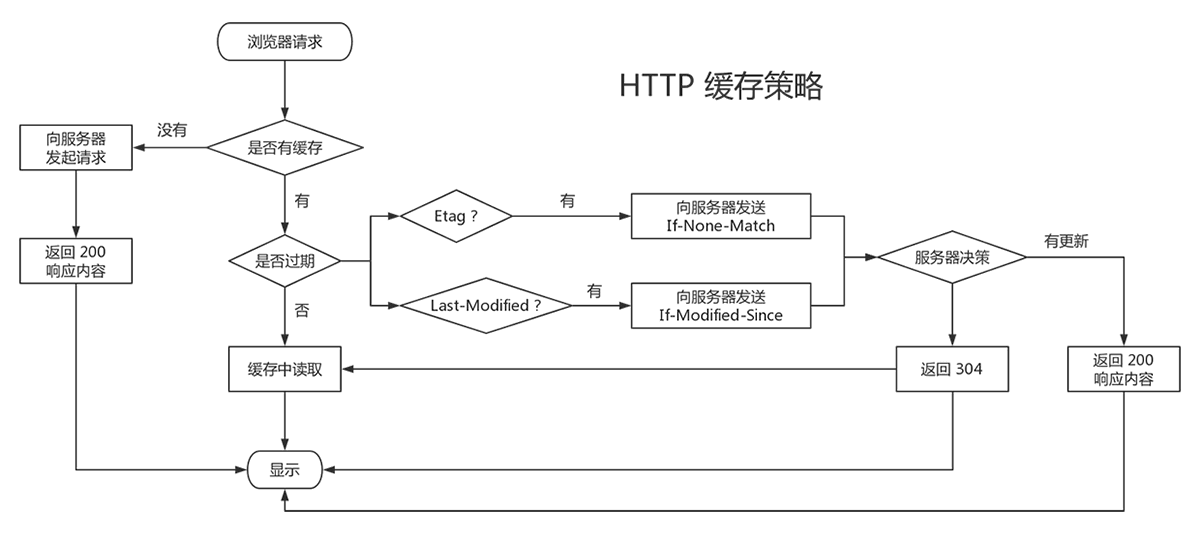 浏览器请求
HTTP 缓存策略
没有
向服务器
发起请求
是否有缓存
有
Etag ?
有
向服务器发送
If-None-Match
返回 200
响应内容
是否过期
服务器决策
有更新
否
Last-Modified ?
有
向服务器发送
If-Modified-Since
缓存中读取
返回 304
返回 200
响应内容
显示